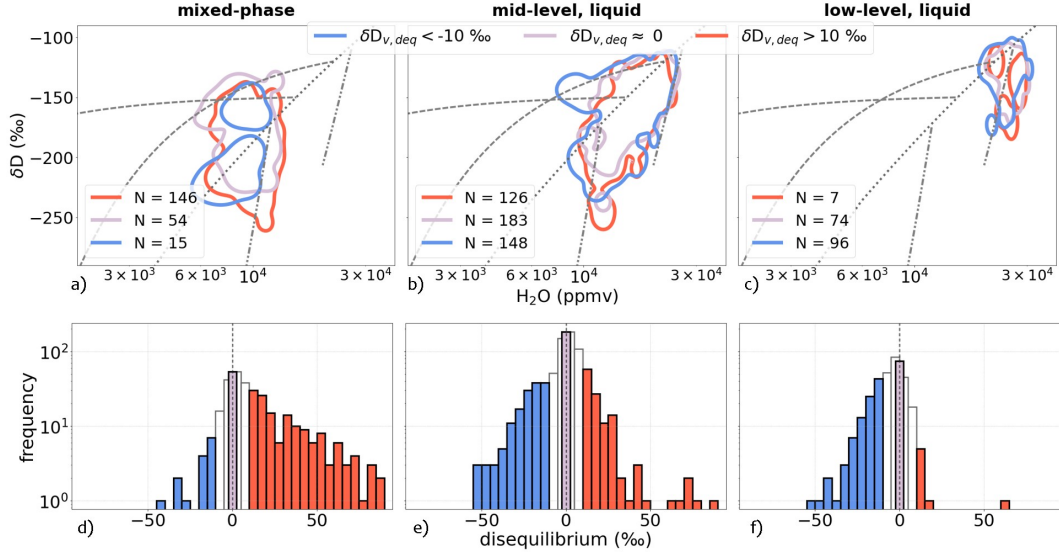 mixed-phase
mid-level, liquid
low-level, liquid
δD_v,deq < -10 ‰
δD_v,deq ≈ 0
δD_v,deq > 10 ‰
δD (‰)
−100
−150
−200
−250
N = 146
N = 54
N = 15
N = 126
N = 183
N = 148
N = 7
N = 74
N = 96
3 × 10³
6 × 10³
10⁴
3 × 10⁴
3 × 10³
6 × 10³
10⁴
3 × 10⁴
3 × 10³
6 × 10³
10⁴
3 × 10⁴
a)
b)
c)
H₂O (ppmv)
frequency
10²
10¹
10⁰
d)
e)
f)
−50
0
50
−50
0
50
−50
0
50
disequilibrium (‰)